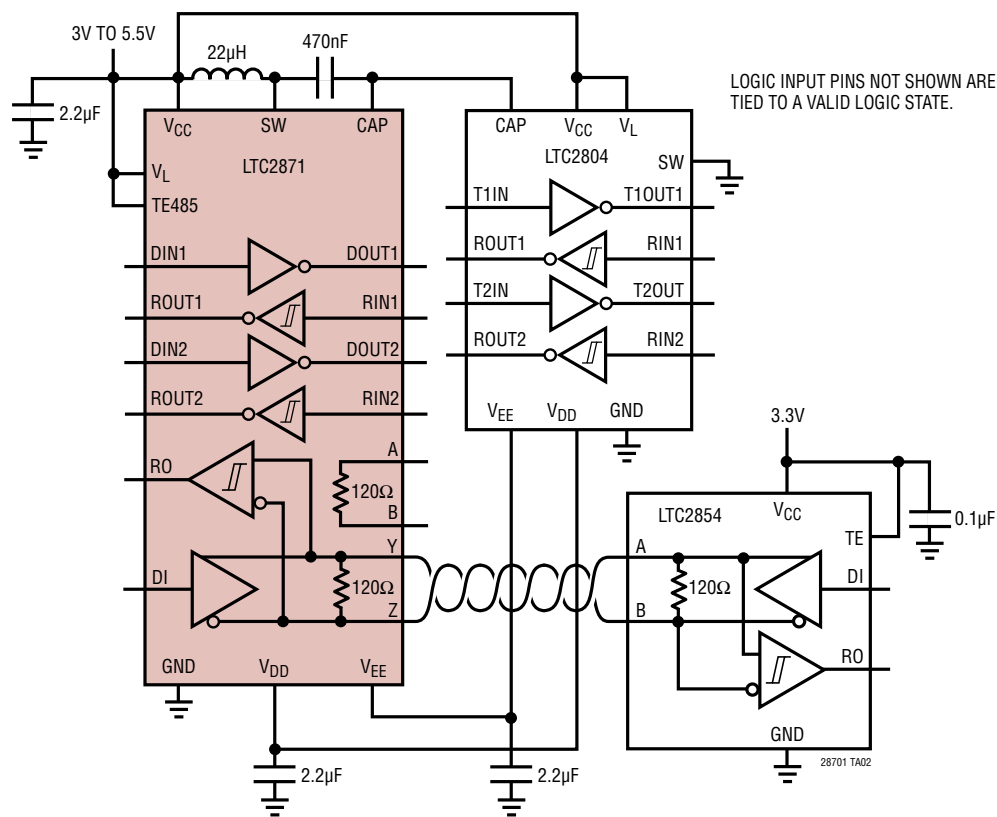 3V TO 5.5V
22µH
470nF
2.2µF
LOGIC INPUT PINS NOT SHOWN ARE
TIED TO A VALID LOGIC STATE.
VCC
SW
CAP
LTC2871
VL
TE485
DIN1
DOUT1
ROUT1
RIN1
DIN2
DOUT2
ROUT2
RIN2
RO
A
120Ω
B
Y
DI
120Ω
Z
GND
VDD
VEE
CAP
VCC
VL
LTC2804
SW
T1IN
T1OUT1
ROUT1
RIN1
T2IN
T2OUT
ROUT2
RIN2
VEE
VDD
GND
3.3V
LTC2854
VCC
TE
0.1µF
A
DI
120Ω
B
RO
GND
28701 TA02
2.2µF
2.2µF